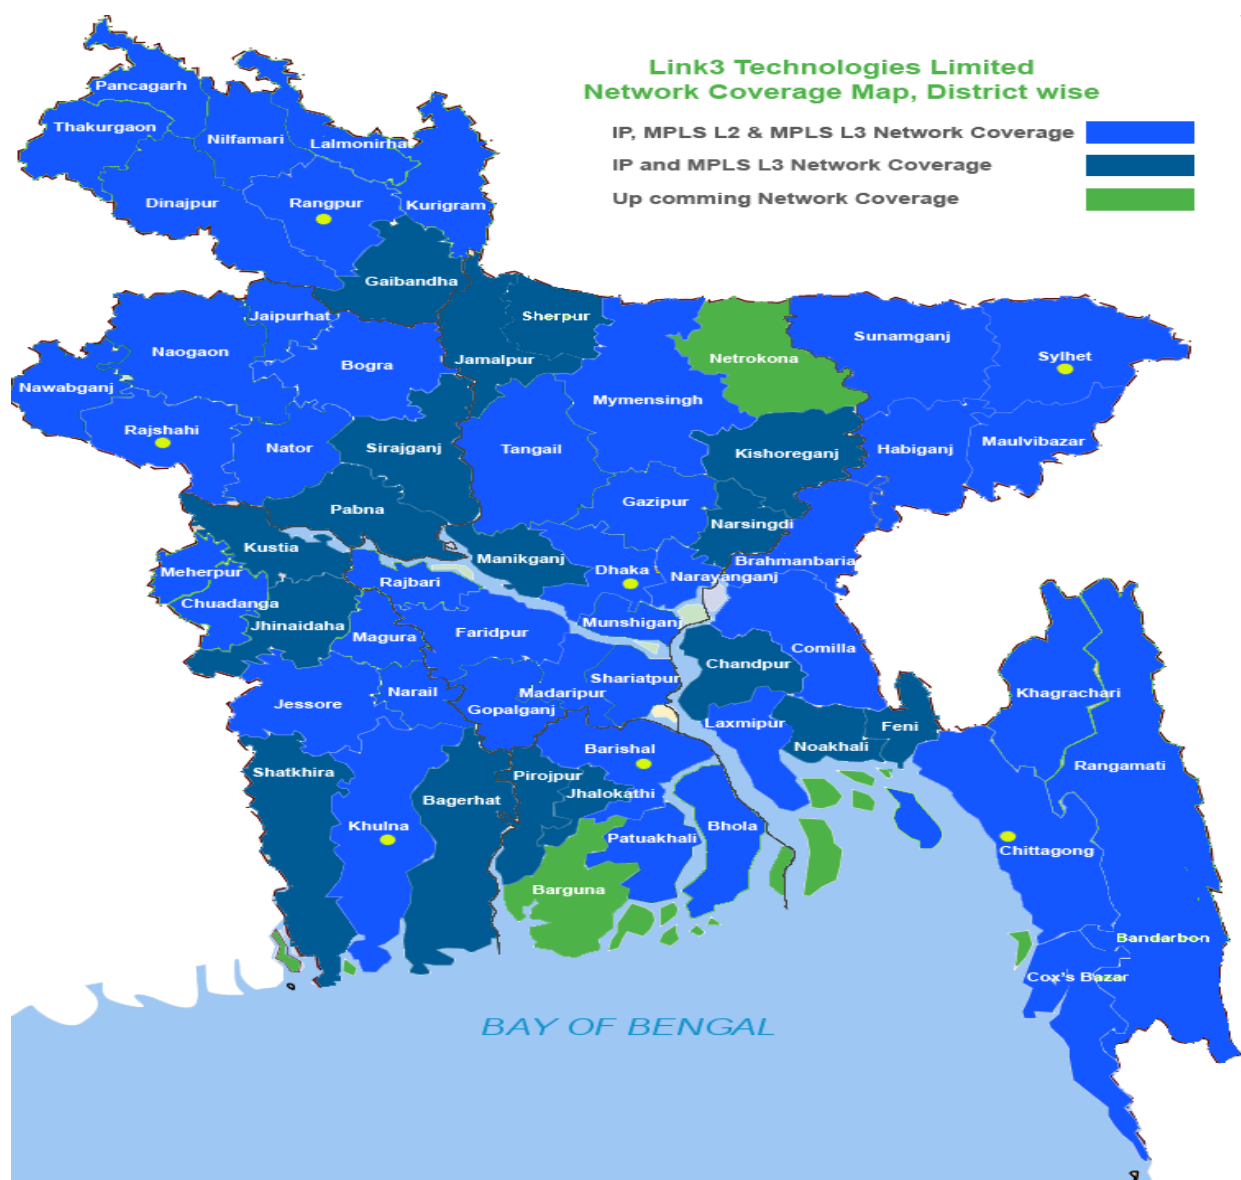 Link3 Technologies Limited
Network Coverage Map, District wise
IP, MPLS L2 & MPLS L3 Network Coverage
IP and MPLS L3 Network Coverage
Up comming Network Coverage
Pancagarh
Thakurgaon
Nilfamari
Lalmonirha
Dinajpur
Rangpur
Kurigram
Gaibandha
Jaipurhat
Sherpur
Naogaon
Bogra
Jamalpur
Netrokona
Sunamganj
Sylhet
Nawabganj
Mymensingh
Rajshahi
Nator
Sirajganj
Tangail
Kishoreganj
Habiganj
Maulvibazar
Pabna
Gazipur
Narsingdi
Kustia
Manikganj
Brahmanbaria
Meherpur
Rajbari
Dhaka
Narayanganj
Chuadanga
Jhinaidaha
Magura
Faridpur
Munshiganj
Comilla
Chandpur
Shariatpur
Jessore
Narail
Madaripur
Gopalganj
Khagrachari
Laxmipur
Feni
Noakhali
Barishal
Shatkhira
Pirojpur
Rangamati
Bagerhat
Jhalokathi
Khulna
Patuakhali
Bhola
Chittagong
Barguna
Bandarbon
Cox's Bazar
BAY OF BENGAL